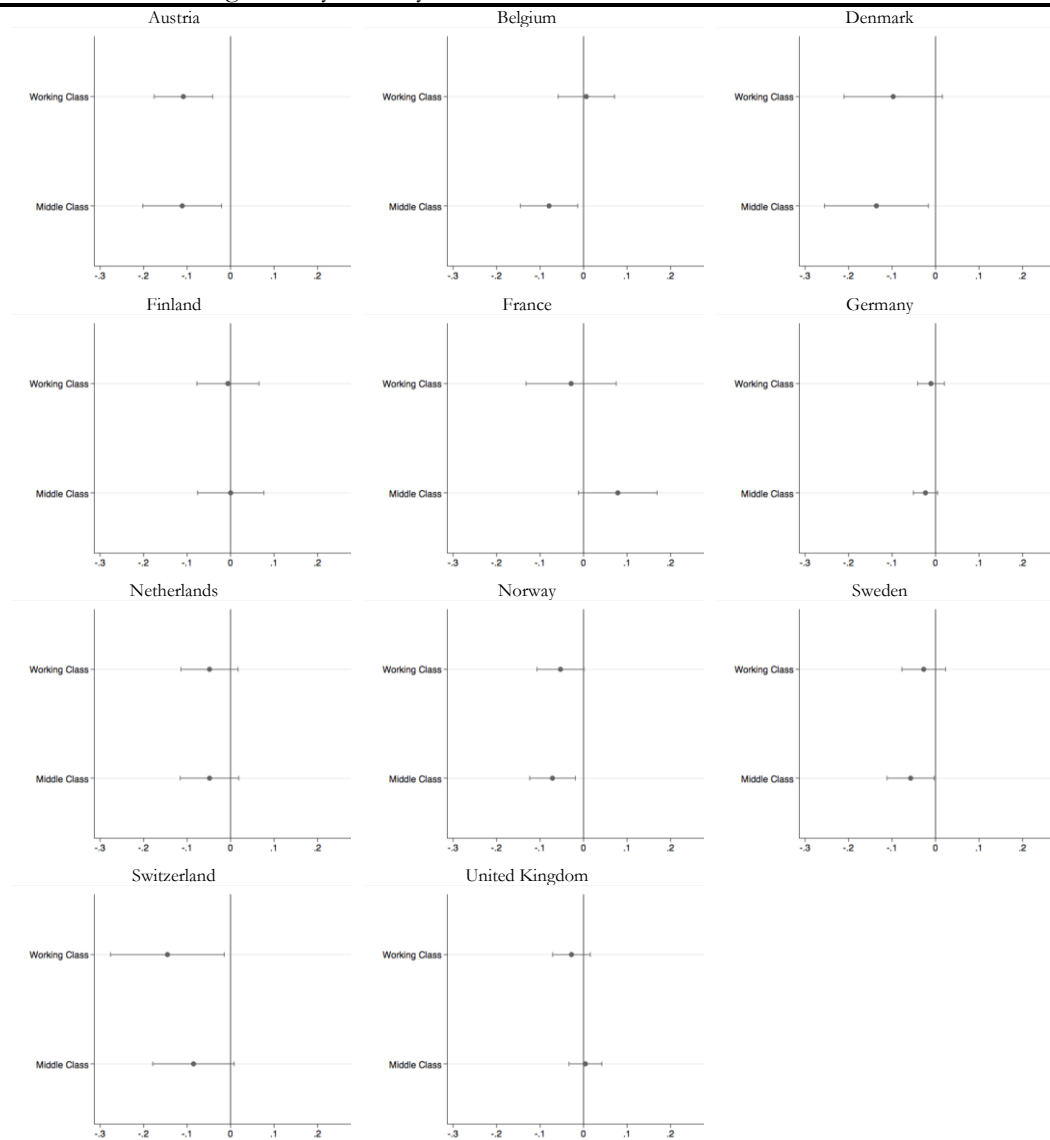 Austria Belgium Denmark
Working Class Working Class Working Class
Middle Class Middle Class Middle Class
-.3 -.2 -.1 0 .1 .2 -.3 -.2 -.1 0 .1 .2 -.3 -.2 -.1 0 .1 .2
Finland France Germany
Working Class Working Class Working Class
Middle Class Middle Class Middle Class
-.3 -.2 -.1 0 .1 .2 -.3 -.2 -.1 0 .1 .2 -.3 -.2 -.1 0 .1 .2
Netherlands Norway Sweden
Working Class Working Class Working Class
Middle Class Middle Class Middle Class
-.3 -.2 -.1 0 .1 .2 -.3 -.2 -.1 0 .1 .2 -.3 -.2 -.1 0 .1 .2
Switzerland United Kingdom
Working Class Working Class
Middle Class Middle Class
-.3 -.2 -.1 0 .1 .2 -.3 -.2 -.1 0 .1 .2